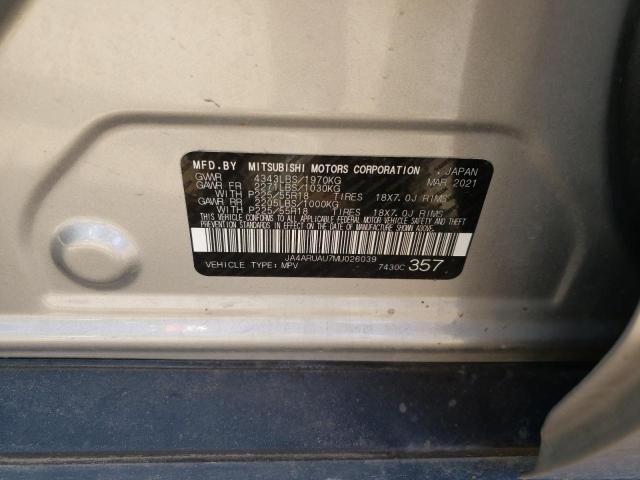 MFD.BY MITSUBISHI MOTORS CORPORATION , JAPAN
GVWR 4343LBS/1970KG MAR 2021
GAWR FR 2271LBS/1030KG
WITH P225/55R18 TIRES 18X7.0J RIMS
GAWR RR 2205LBS/1000KG
WITH P225/55R18 TIRES 18X7.0J RIMS
THIS VEHICLE CONFORMS TO ALL APPLICABLE FEDERAL MOTOR VEHICLE SAFETY, BUMPER, AND THEFT
PREVENTION STANDARDS IN EFFECT ON THE DATE OF MANUFACTURE SHOWN ABOVE.
JA4ARUAU7MU026039
VEHICLE TYPE: MPV 7430C 357